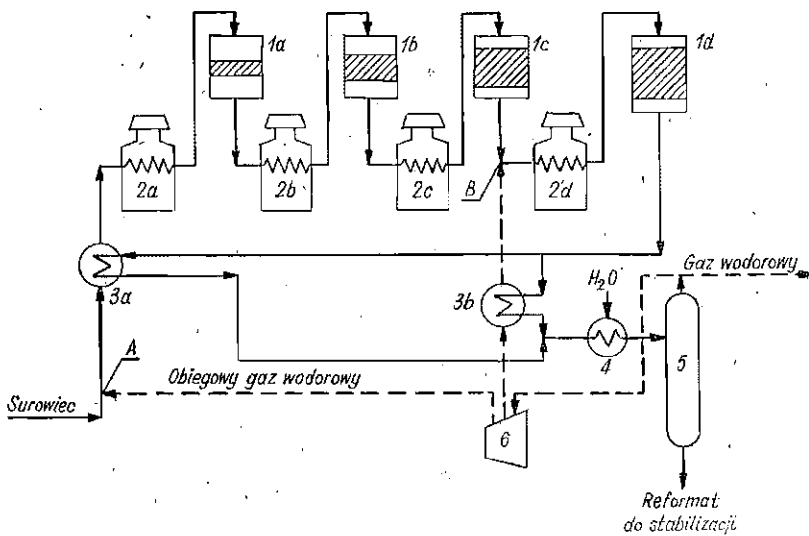 1a
1b
1c
1d
2a
2b
2c
2d
B
3a
3b
H₂O
Gaz wodorowy
A
4
5
Obiegowy gaz wodorowy
Surowiec
6
Reformat
do stabilizacji